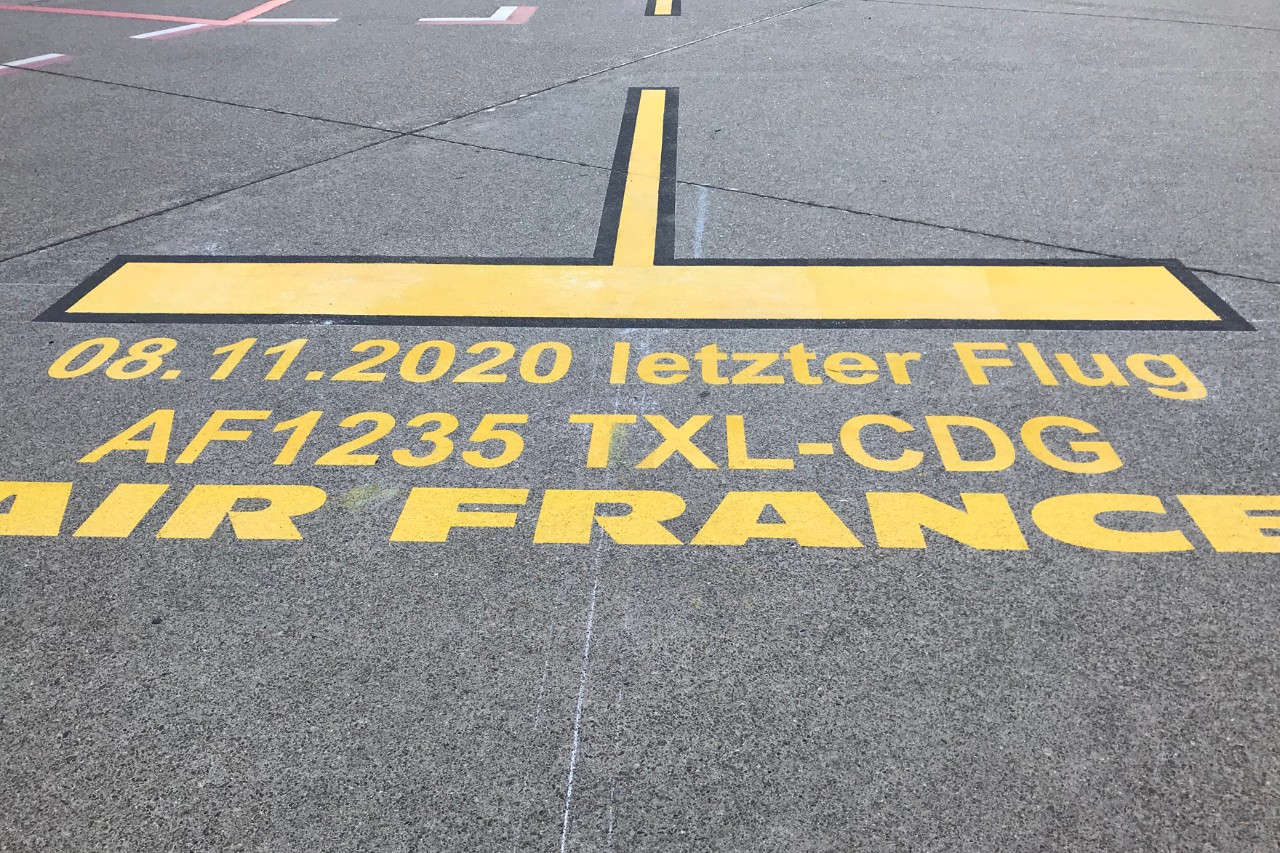 08.11.2020 letzter Flug
AF1235 TXL-CDG
AIR FRANCE